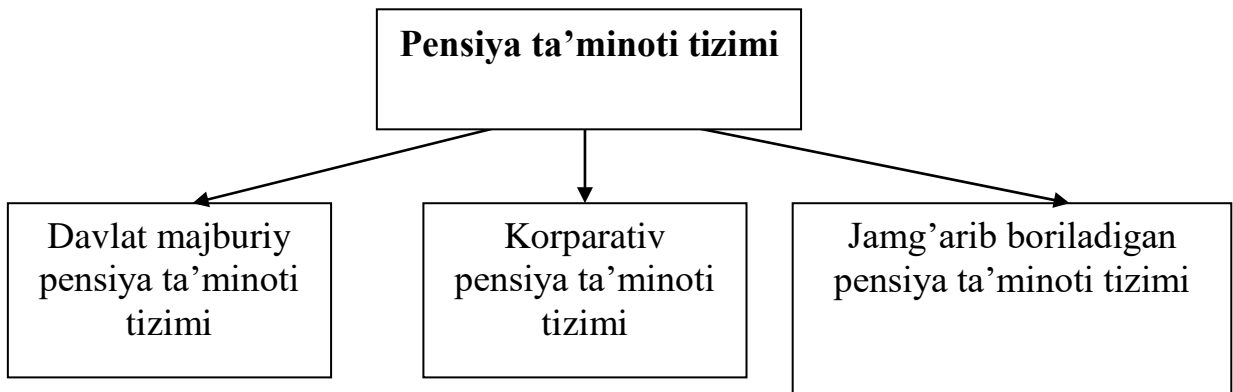 Pensiya ta’minoti tizimi
Davlat majburiy
pensiya ta’minoti
tizimi
Korparativ
pensiya ta’minoti
tizimi
Jamg’arib boriladigan
pensiya ta’minoti tizimi